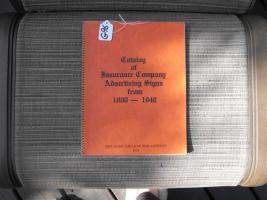 Catalog
of
Insurance Company
Advertising Signs
from
1800 — 1940